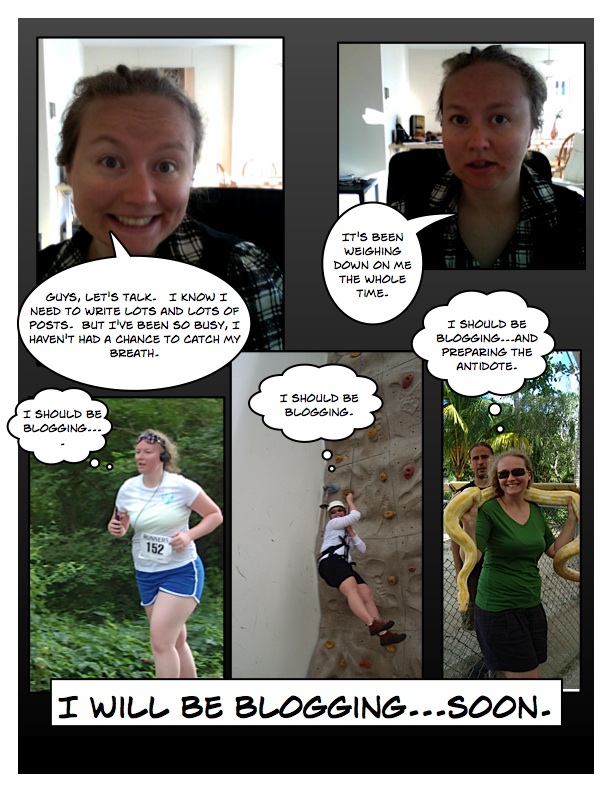 GUYS, LET'S TALK. I KNOW I
NEED TO WRITE LOTS AND LOTS OF
POSTS. BUT I'VE BEEN SO BUSY, I
HAVEN'T HAD A CHANCE TO CATCH MY
BREATH.
IT'S BEEN
WEIGHING
DOWN ON ME
THE WHOLE
TIME.
I SHOULD BE
BLOGGING---
-
I SHOULD BE
BLOGGING.
I SHOULD BE
BLOGGING---AND
PREPARING THE
ANTIDOTE.
RUNNERS
152
I WILL BE BLOGGING---SOON.